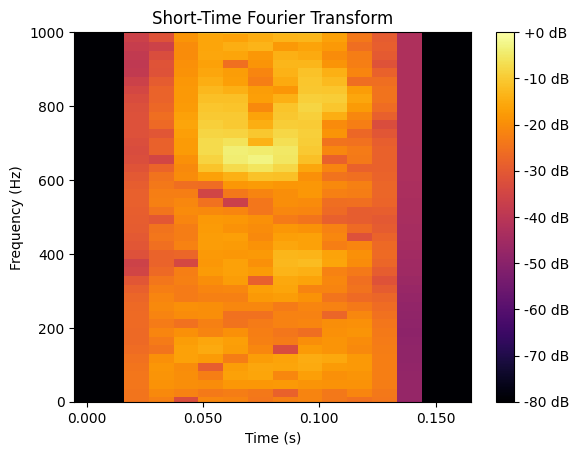 Short-Time Fourier Transform
1000
800
600
400
200
0
Frequency (Hz)
0.000
0.050
0.100
0.150
Time (s)
+0 dB
-10 dB
-20 dB
-30 dB
-40 dB
-50 dB
-60 dB
-70 dB
-80 dB